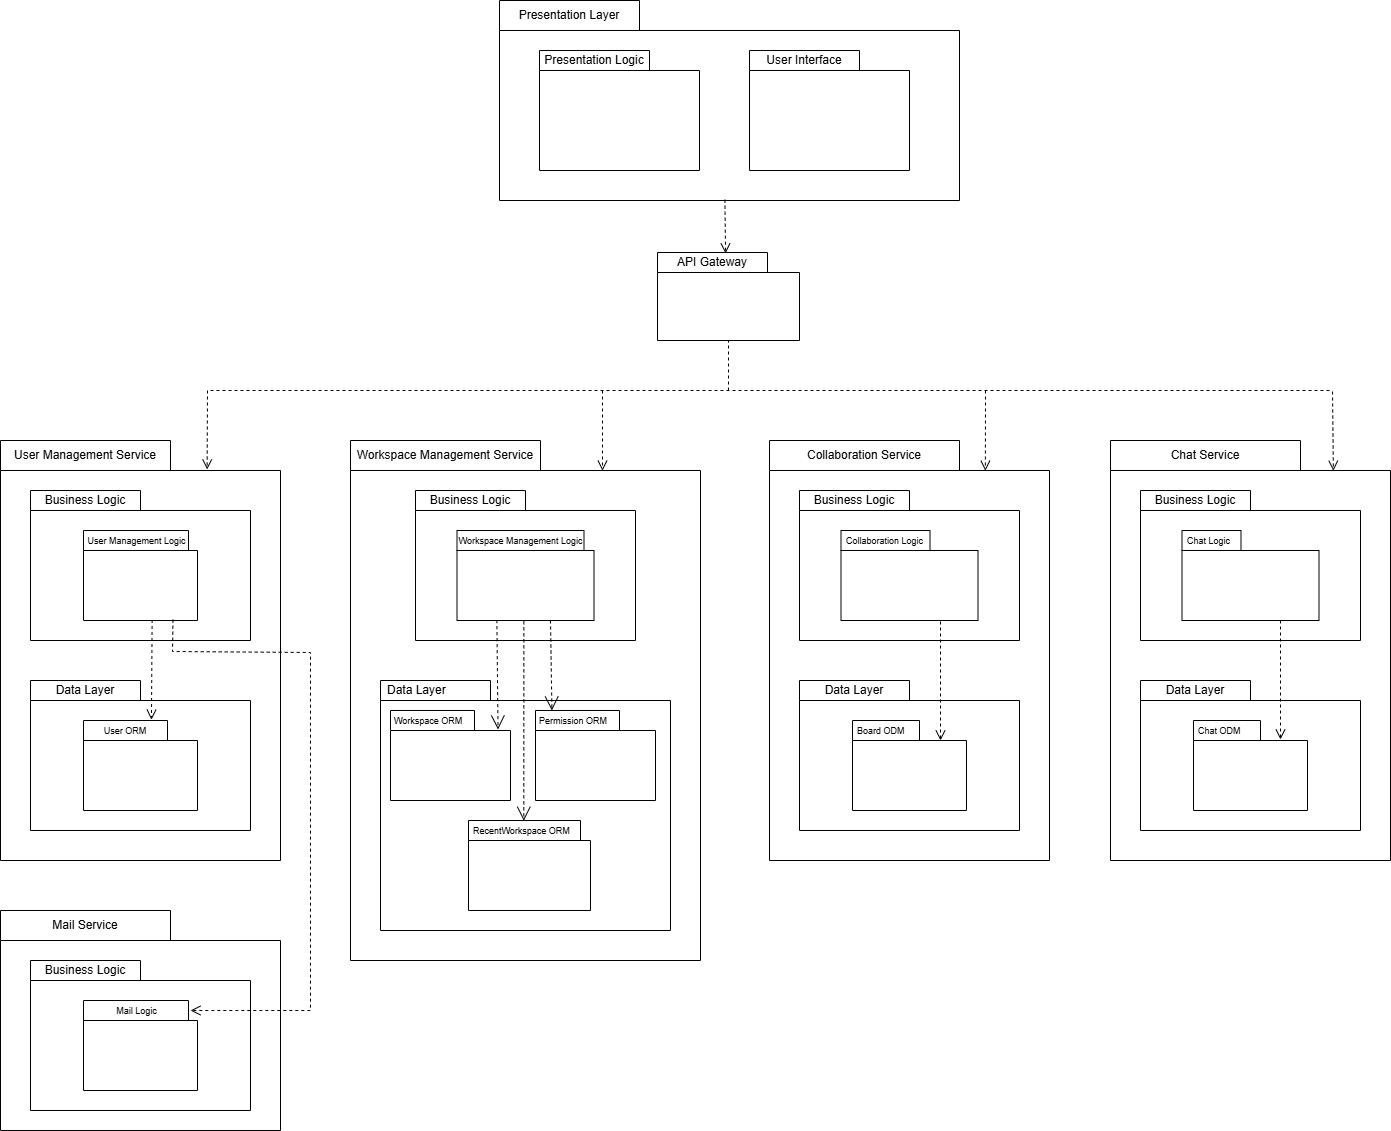 Presentation Layer
Presentation Logic
User Interface
API Gateway
User Management Service
Business Logic
User Management Logic
Data Layer
User ORM
Workspace Management Service
Business Logic
Workspace Management Logic
Data Layer
Workspace ORM
Permission ORM
RecentWorkspace ORM
Collaboration Service
Business Logic
Collaboration Logic
Data Layer
Board ODM
Chat Service
Business Logic
Chat Logic
Data Layer
Chat ODM
Mail Service
Business Logic
Mail Logic